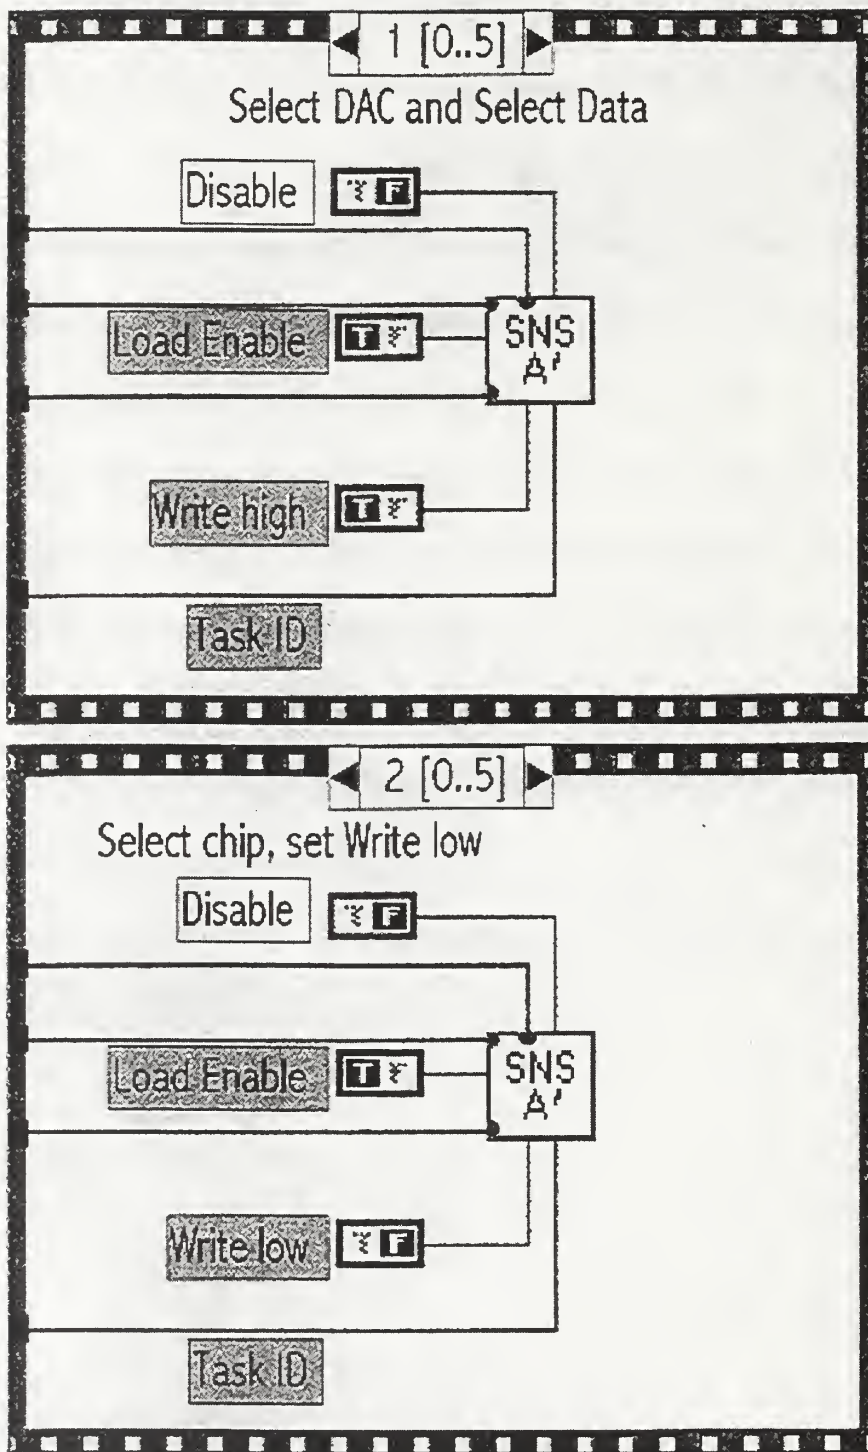 1 [0..5]
Select DAC and Select Data
Disable F
Load Enable T
SNS
A'
Write high T
Task ID
2 [0..5]
Select chip, set Write low
Disable F
Load Enable T
SNS
A'
Write low F
Task ID